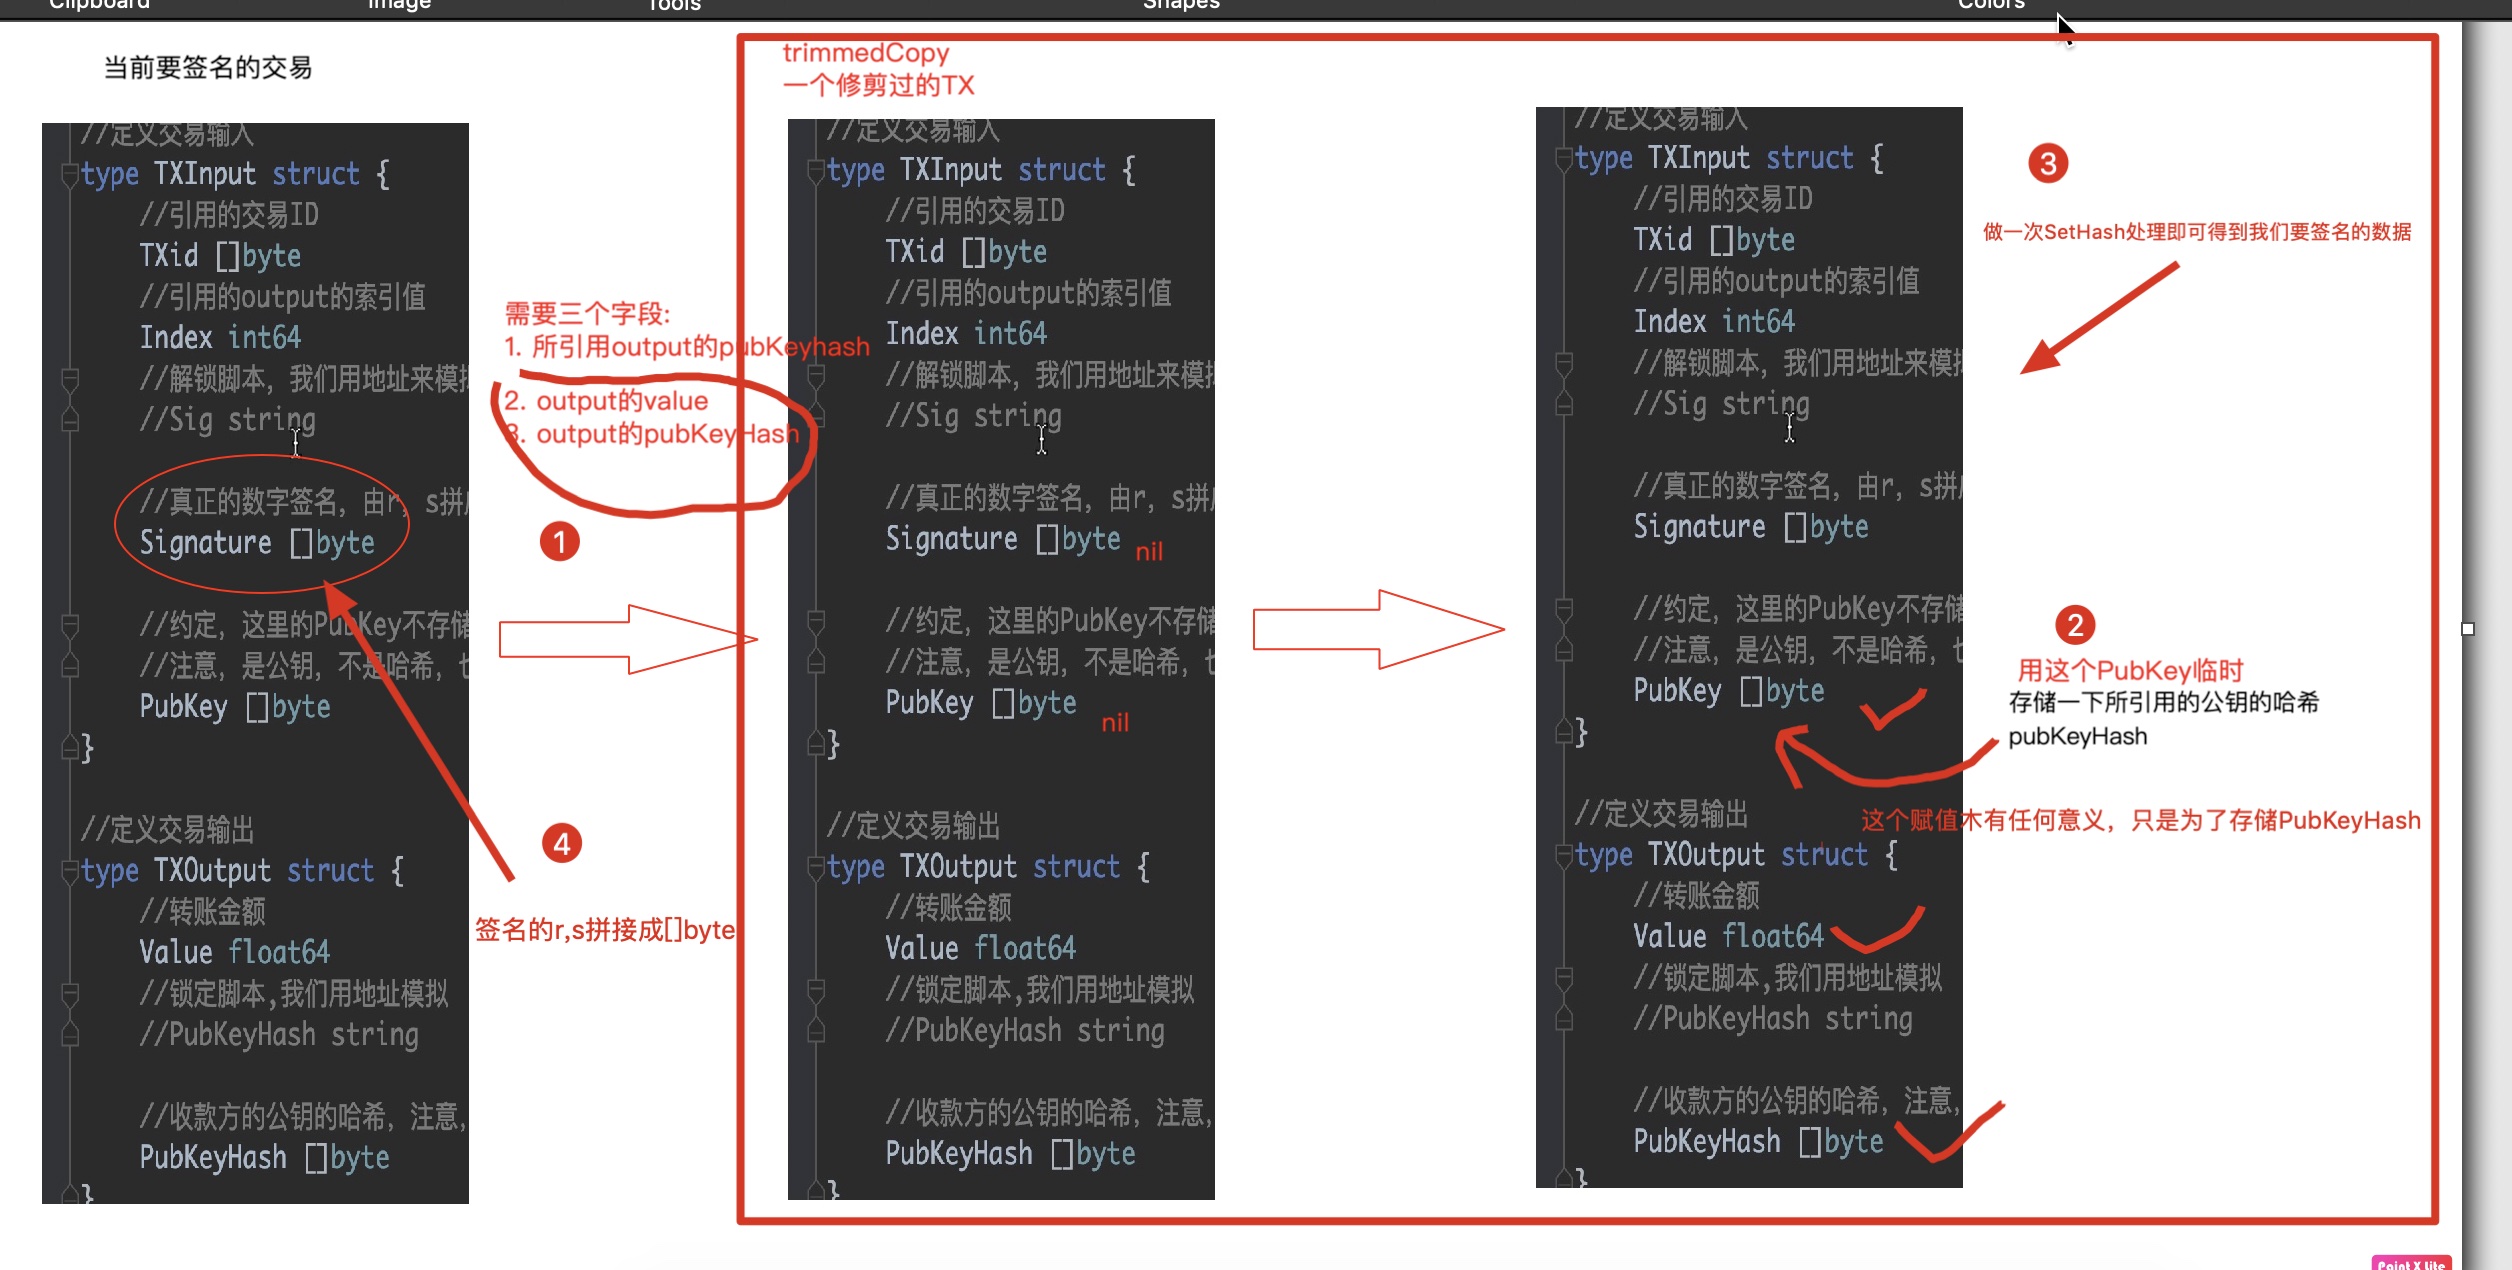 Clipboard
Image
Tools
Shapes
Colors
当前要签名的交易
//定义交易输入
type TXInput struct {
//引用的交易ID
TXid []byte
//引用的output的索引值
Index int64
//解锁脚本，我们用地址来模拟
//Sig string
//真正的数字签名，由r，s拼
Signature []byte
//约定，这里的PubKey不存储
//注意，是公钥，不是哈希，
PubKey []byte
}
//定义交易输出
type TXOutput struct {
//转账金额
Value float64
//锁定脚本,我们用地址模拟
//PubKeyHash string
//收款方的公钥的哈希，注意，
PubKeyHash []byte
}
需要三个字段:
1. 所引用output的pubKeyhash
2. output的value
3. output的pubKeyHash
1
4
签名的r,s拼接成[]byte
trimmedCopy
一个修剪过的TX
//定义交易输入
type TXInput struct {
//引用的交易ID
TXid []byte
//引用的output的索引值
Index int64
//解锁脚本，我们用地址来模拟
//Sig string
//真正的数字签名，由r，s拼
Signature []byte nil
//约定，这里的PubKey不存储
//注意，是公钥，不是哈希，
PubKey []byte
nil
}
//定义交易输出
type TXOutput struct {
//转账金额
Value float64
//锁定脚本,我们用地址模拟
//PubKeyHash string
//收款方的公钥的哈希，注意，
PubKeyHash []byte
}
//定义交易输入
type TXInput struct {
//引用的交易ID
TXid []byte
//引用的output的索引值
Index int64
//解锁脚本，我们用地址来模拟
//Sig string
//真正的数字签名，由r，s拼
Signature []byte
//约定，这里的PubKey不存储
//注意，是公钥，不是哈希，
PubKey []byte
}
//定义交易输出
type TXOutput struct {
//转账金额
Value float64
//锁定脚本,我们用地址模拟
//PubKeyHash string
//收款方的公钥的哈希，注意，
PubKeyHash []byte
}
3
做一次SetHash处理即可得到我们要签名的数据
2
用这个PubKey临时
存储一下所引用的公钥的哈希
pubKeyHash
这个赋值木有任何意义，只是为了存储PubKeyHash
Paint X Lite